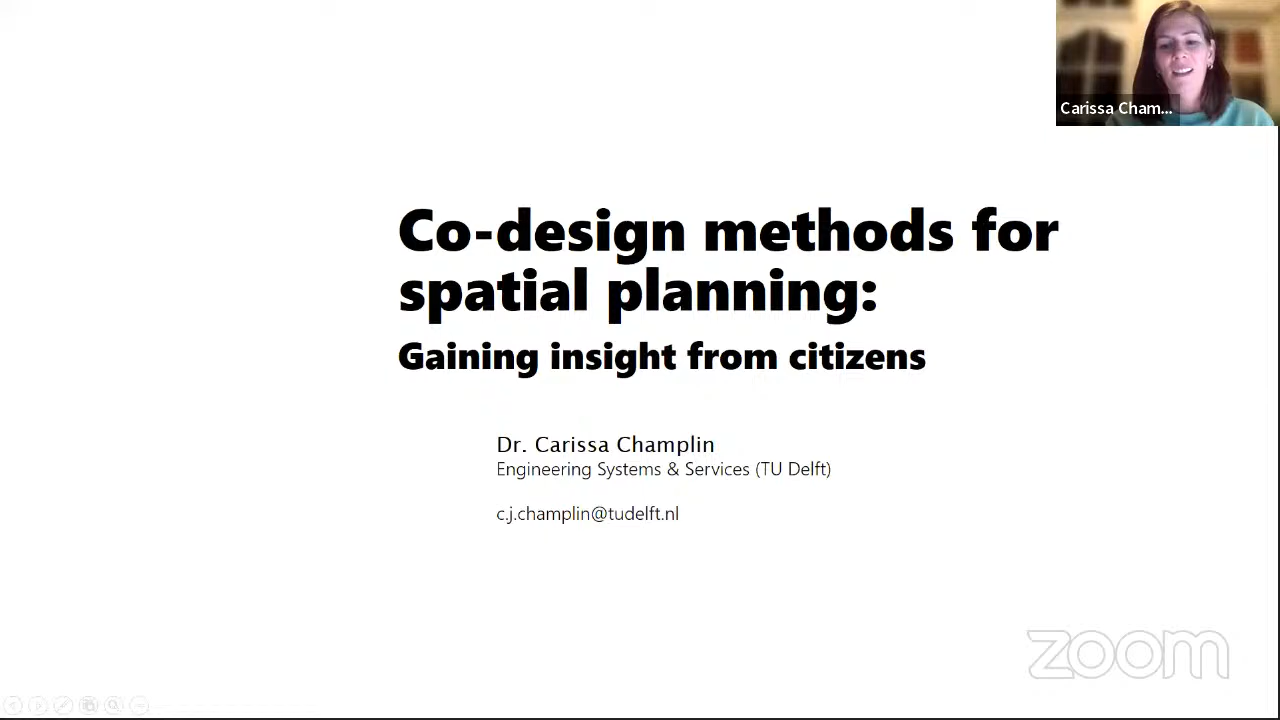 Carissa Cham...
Co-design methods for
spatial planning:
Gaining insight from citizens
Dr. Carissa Champlin
Engineering Systems & Services (TU Delft)
c.j.champlin@tudelft.nl
zoom